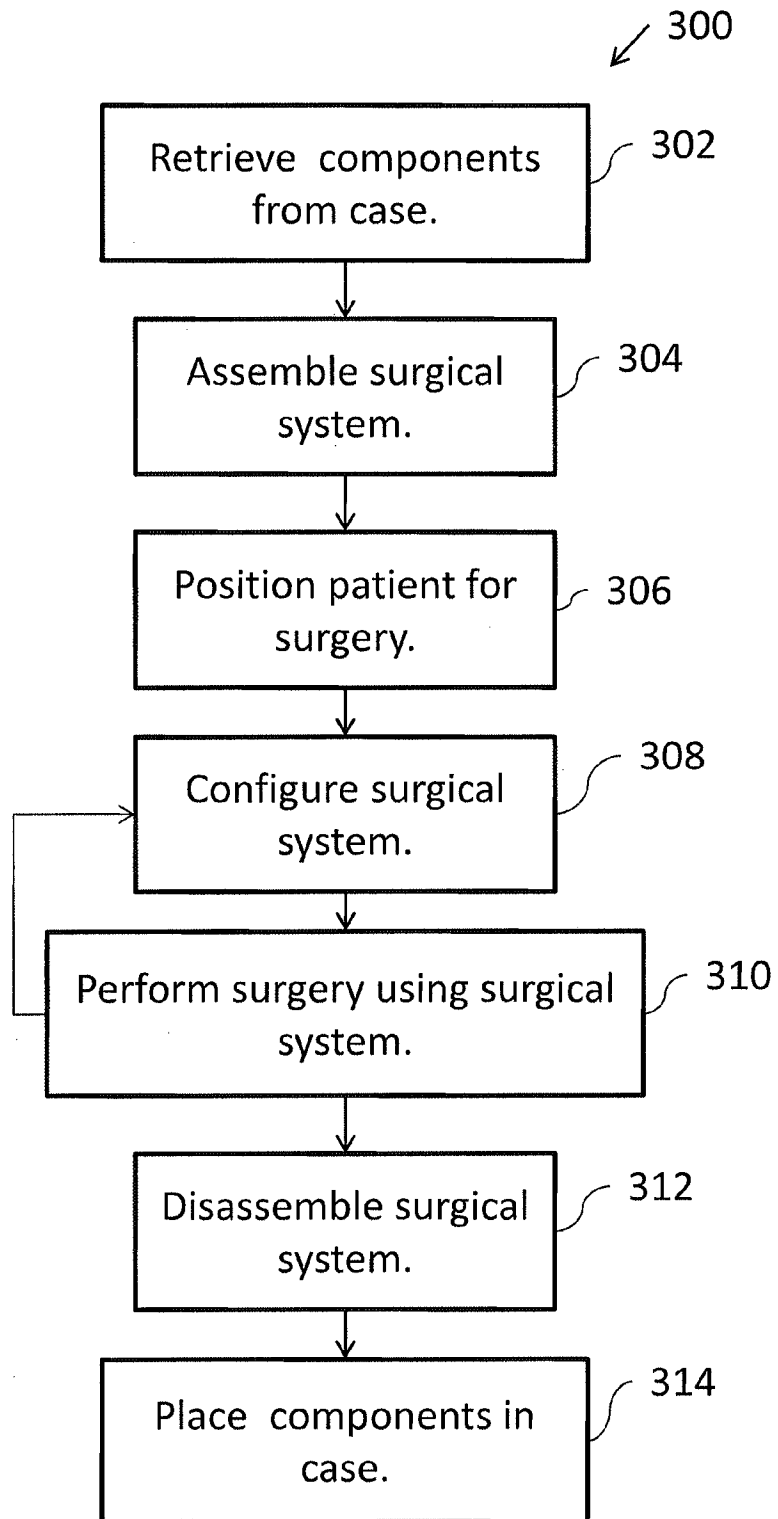 300
Retrieve components
from case.
302
Assemble surgical
system.
304
Position patient for
surgery.
306
Configure surgical
system.
308
Perform surgery using surgical
system.
310
Disassemble surgical
system.
312
Place components in
case.
314